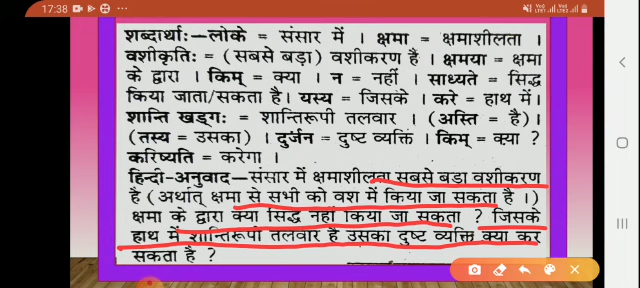 17:38
शब्दार्थाः—लोके = संसार में । क्षमा = क्षमाशीलता ।
वशीकृतिः = (सबसे बड़ा) वशीकरण है । क्षमया = क्षमा
के द्वारा । किम् = क्या । न = नहीं । साध्यते = सिद्ध
किया जाता/सकता है। यस्य = जिसके । करे = हाथ में।
शान्ति खड्गः = शान्तिरूपी तलवार । (अस्ति = है)।
(तस्य = उसका) । दुर्जन = दुष्ट व्यक्ति । किम् = क्या ?
करिष्यति = करेगा ।
हिन्दी-अनुवाद—संसार में क्षमाशीलता सबसे बड़ा वशीकरण
है (अर्थात् क्षमा से सभी को वश में किया जा सकता है ।)
क्षमा के द्वारा क्या सिद्ध नहीं किया जा सकता ? जिसके
हाथ में शान्तिरूपी तलवार है उसका दुष्ट व्यक्ति क्या कर
सकता है ?